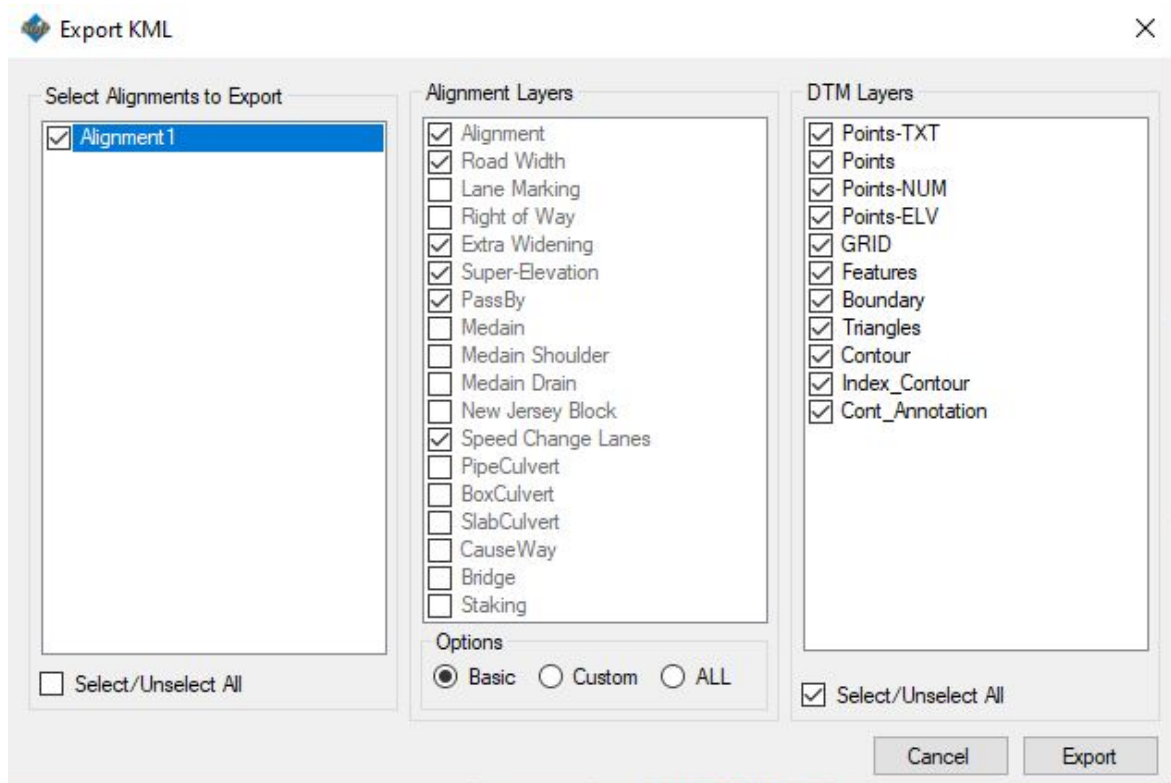 Export KML
Select Alignments to Export
Alignment1
Select/Unselect All
Alignment Layers
Alignment
Road Width
Lane Marking
Right of Way
Extra Widening
Super-Elevation
PassBy
Medain
Medain Shoulder
Medain Drain
New Jersey Block
Speed Change Lanes
PipeCulvert
BoxCulvert
SlabCulvert
CauseWay
Bridge
Staking
Options
Basic Custom ALL
DTM Layers
Points-TXT
Points
Points-NUM
Points-ELV
GRID
Features
Boundary
Triangles
Contour
Index_Contour
Cont_Annotation
Select/Unselect All
Cancel Export